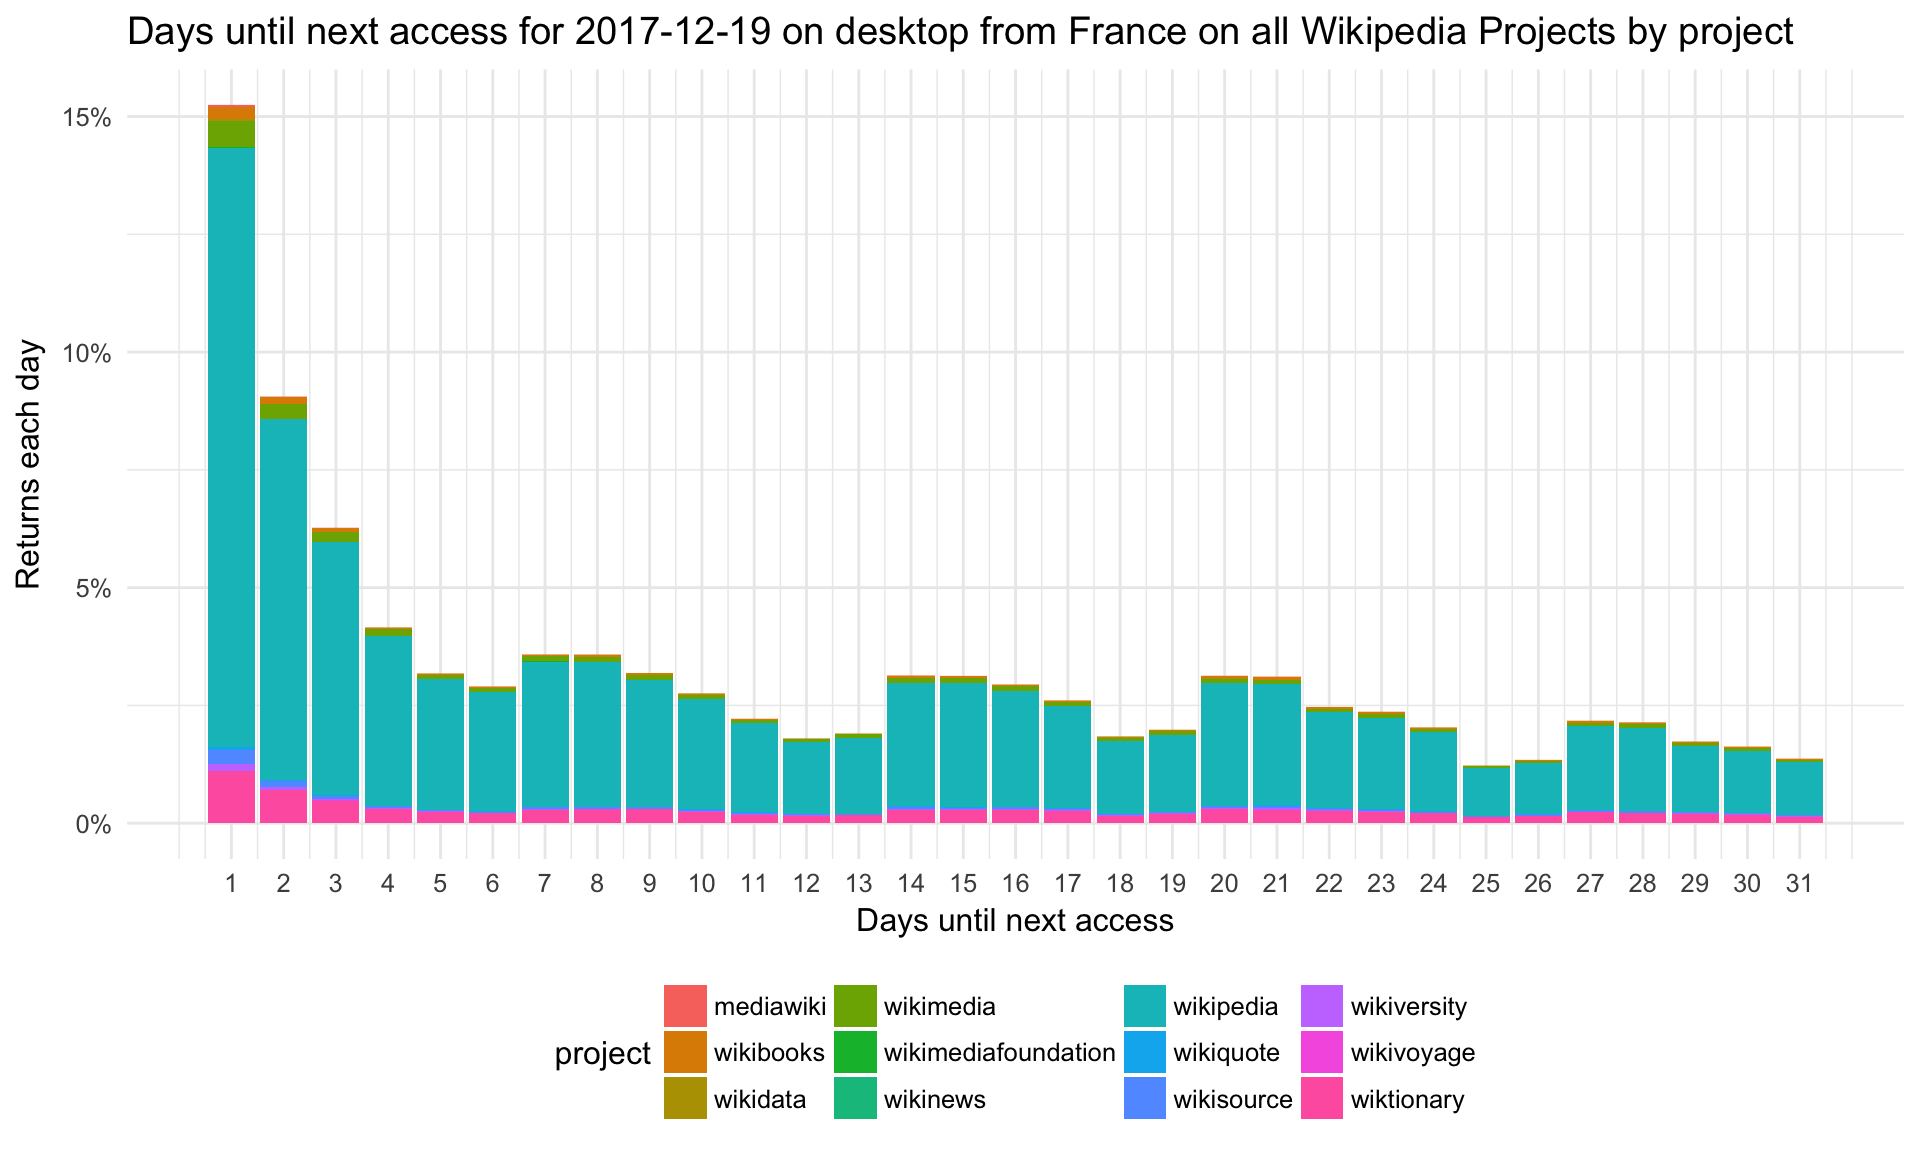 Days until next access for 2017-12-19 on desktop from France on all Wikipedia Projects by project
Returns each day
15%
10%
5%
0%
1 2 3 4 5 6 7 8 9 10 11 12 13 14 15 16 17 18 19 20 21 22 23 24 25 26 27 28 29 30 31
Days until next access
project
mediawiki wikimedia wikipedia wikiversity
wikibooks wikimediafoundation wikiquote wikivoyage
wikidata wikinews wikisource wiktionary